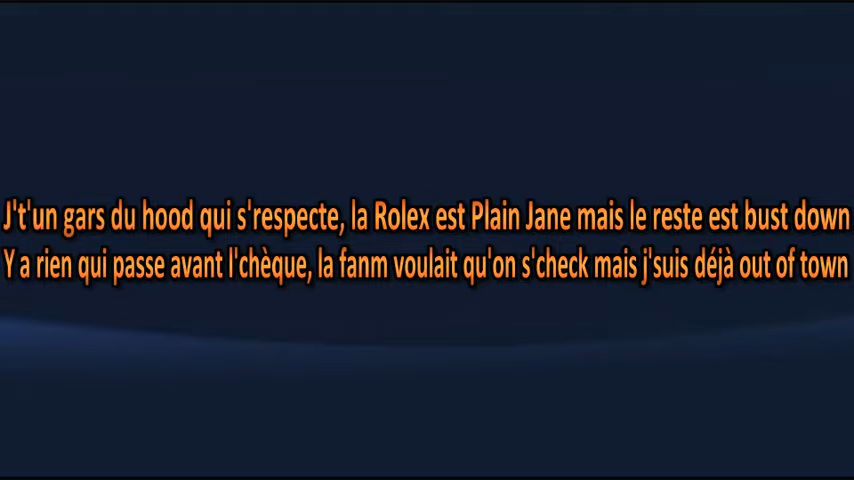 J't'un gars du hood qui s'respecte, la Rolex est Plain Jane mais le reste est bust down
Y a rien qui passe avant l'chèque, la fanm voulait qu'on s'check mais j'suis déjà out of town